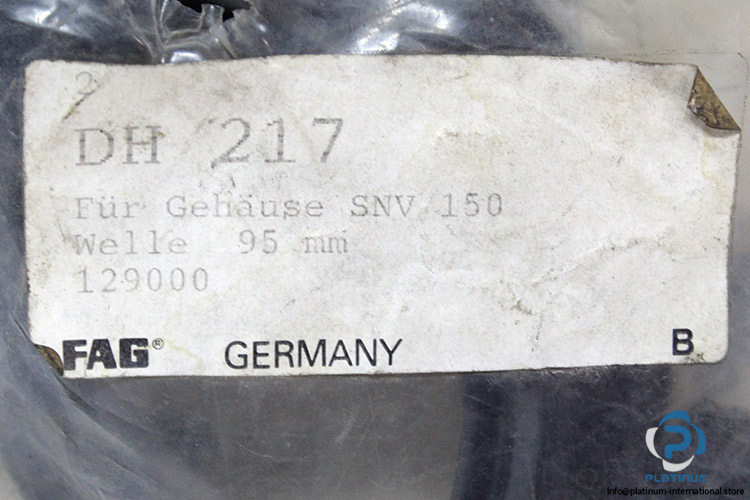 2
DH 217
Für Gehäuse SNV 150
Welle 95 mm
129000
FAG® GERMANY B
PLATINUM
Info@platinum-international.store